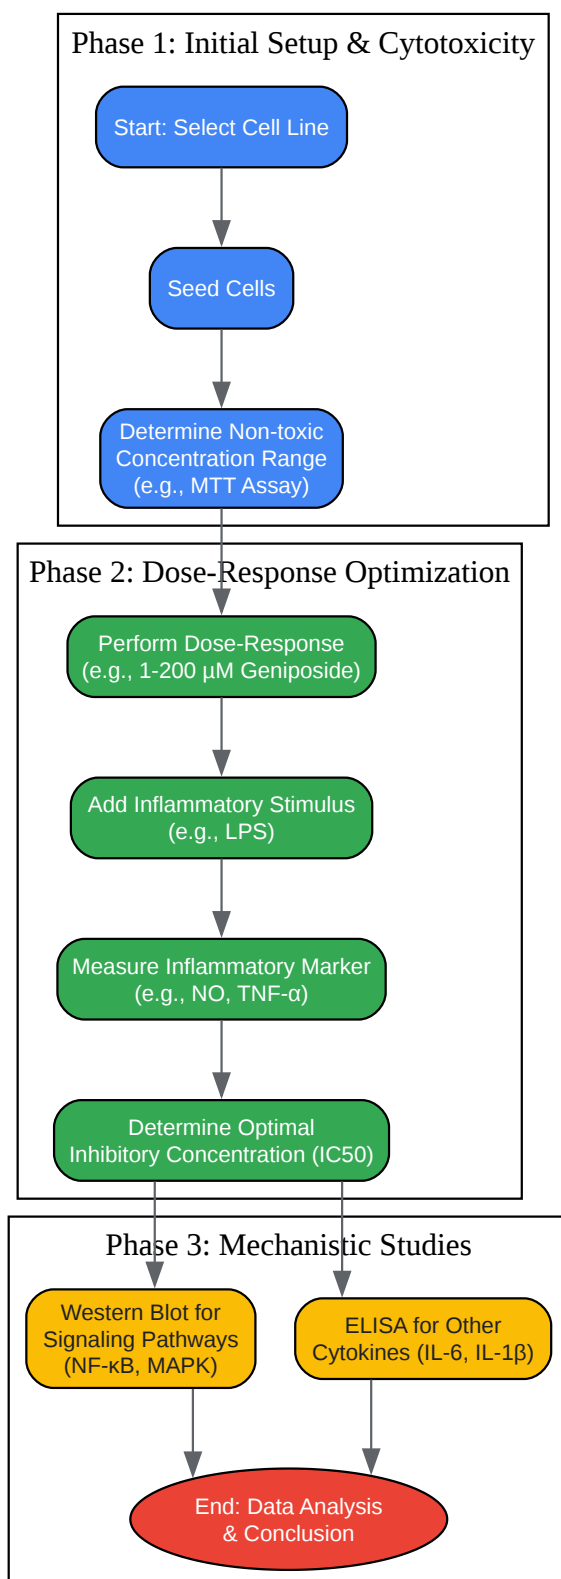 Phase 1: Initial Setup & Cytotoxicity
Start: Select Cell Line
Seed Cells
Determine Non-toxic
Concentration Range
(e.g., MTT Assay)
Phase 2: Dose-Response Optimization
Perform Dose-Response
(e.g., 1-200 µM Geniposide)
Add Inflammatory Stimulus
(e.g., LPS)
Measure Inflammatory Marker
(e.g., NO, TNF-α)
Determine Optimal
Inhibitory Concentration (IC50)
Phase 3: Mechanistic Studies
Western Blot for
Signaling Pathways
(NF-κB, MAPK)
ELISA for Other
Cytokines (IL-6, IL-1β)
End: Data Analysis
& Conclusion